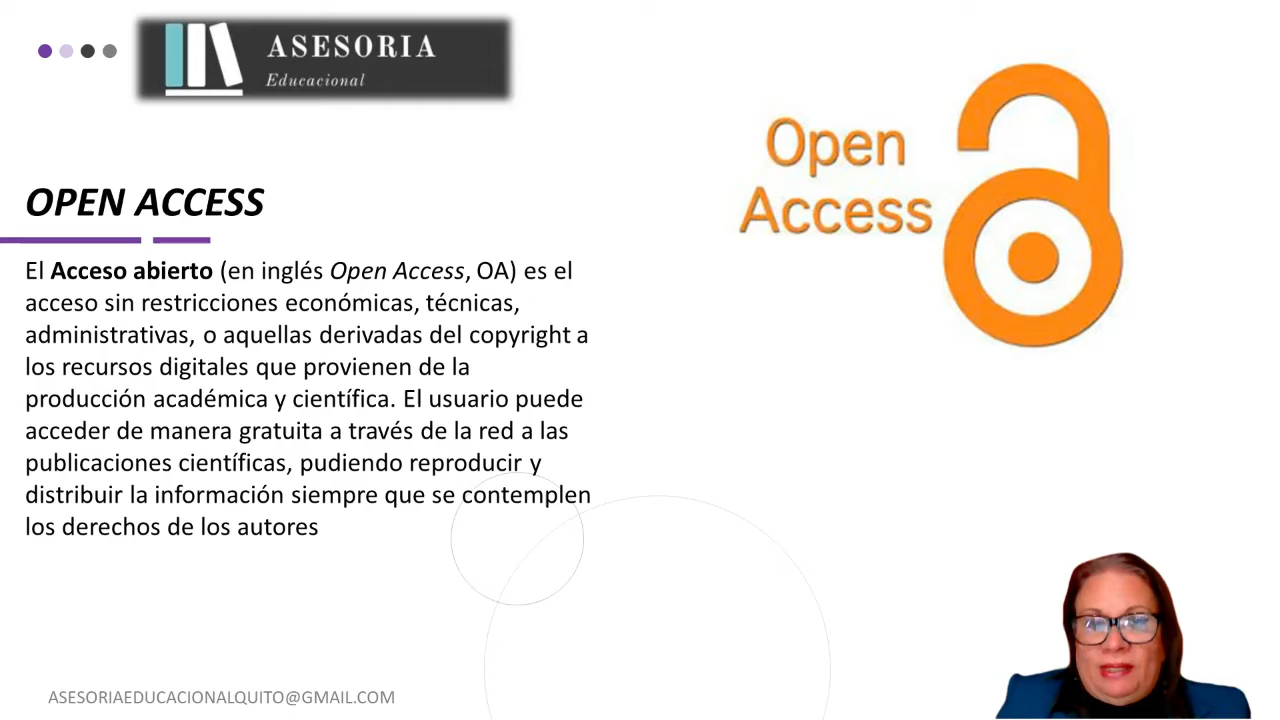 ASESORIA
Educacional
Open
Access
OPEN ACCESS
El Acceso abierto (en inglés Open Access, OA) es el
acceso sin restricciones económicas, técnicas,
administrativas, o aquellas derivadas del copyright a
los recursos digitales que provienen de la
producción académica y científica. El usuario puede
acceder de manera gratuita a través de la red a las
publicaciones científicas, pudiendo reproducir y
distribuir la información siempre que se contemplen
los derechos de los autores
ASESORIAEDUCACIONALQUITO@GMAIL.COM